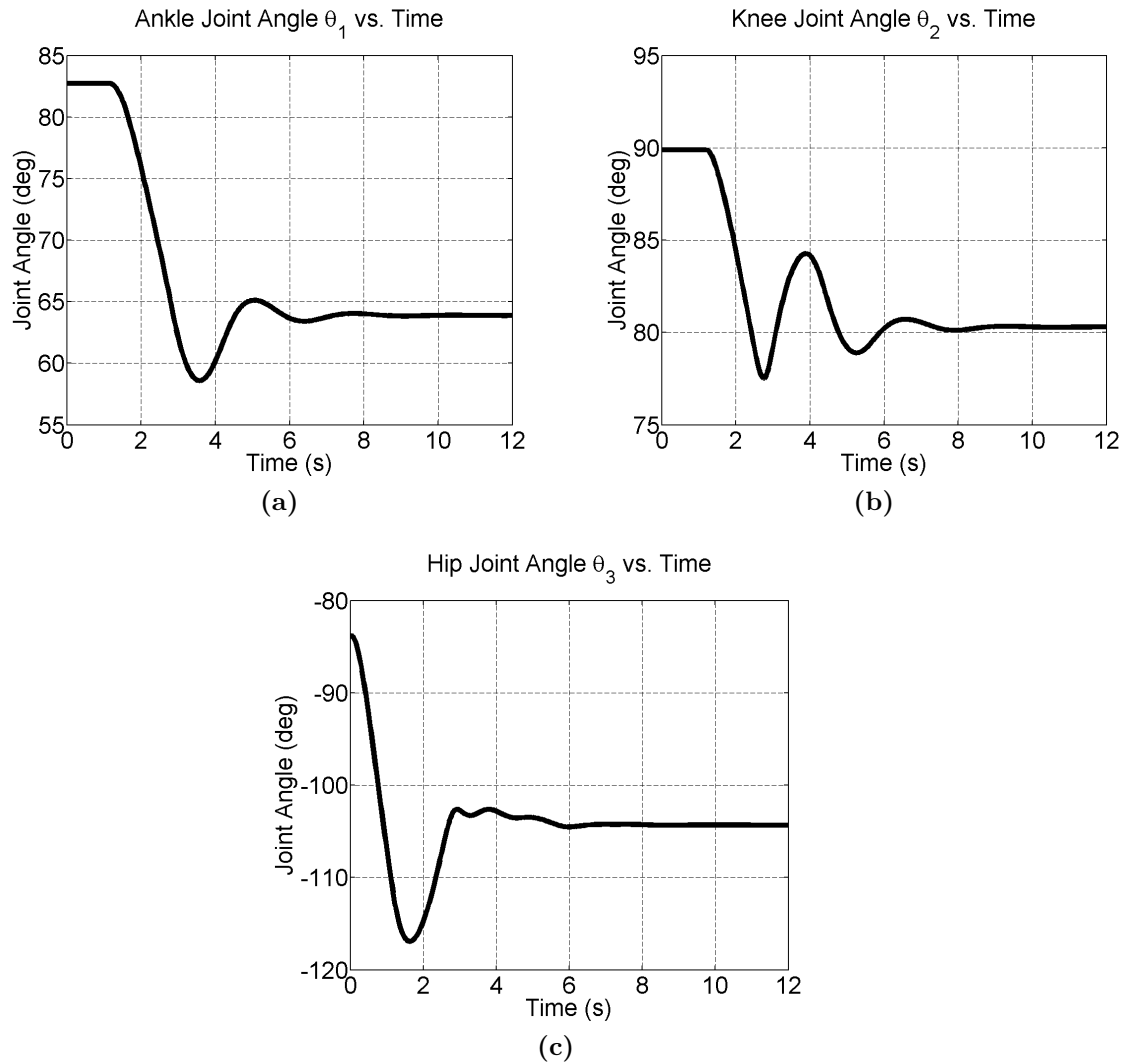 Ankle Joint Angle θ1 vs. Time
Joint Angle (deg)
85
80
75
70
65
60
55
0 2 4 6 8 10 12
Time (s)
(a)
Knee Joint Angle θ2 vs. Time
Joint Angle (deg)
95
90
85
80
75
0 2 4 6 8 10 12
Time (s)
(b)
Hip Joint Angle θ3 vs. Time
Joint Angle (deg)
-80
-90
-100
-110
-120
0 2 4 6 8 10 12
Time (s)
(c)